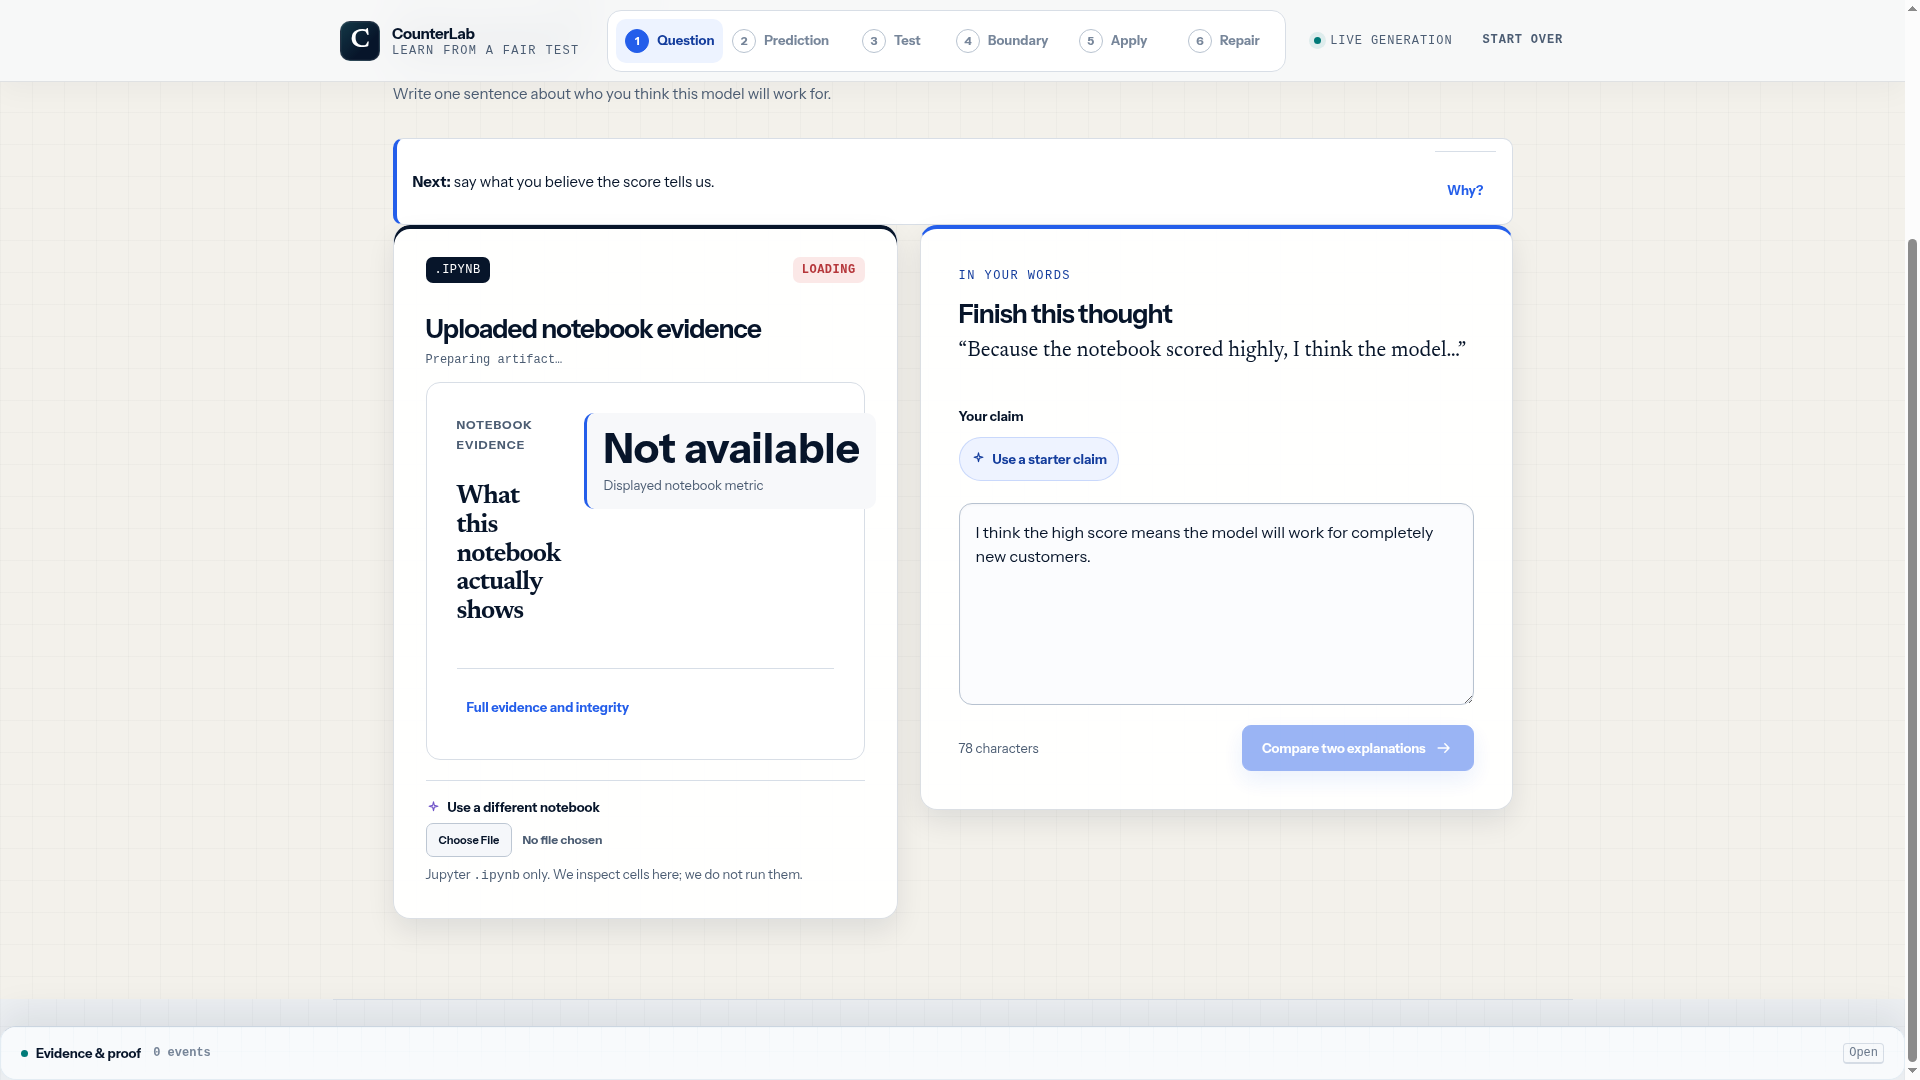 C
CounterLab
LEARN FROM A FAIR TEST
1 Question
2 Prediction
3 Test
4 Boundary
5 Apply
6 Repair
LIVE GENERATION
START OVER
Write one sentence about who you think this model will work for.
Next: say what you believe the score tells us.
Why?
.IPYNB
LOADING
Uploaded notebook evidence
Preparing artifact…
NOTEBOOK
EVIDENCE
What
this
notebook
actually
shows
Not available
Displayed notebook metric
Full evidence and integrity
Use a different notebook
Choose File No file chosen
Jupyter .ipynb only. We inspect cells here; we do not run them.
IN YOUR WORDS
Finish this thought
“Because the notebook scored highly, I think the model…”
Your claim
Use a starter claim
I think the high score means the model will work for completely
new customers.
78 characters
Compare two explanations →
Evidence & proof 0 events
Open